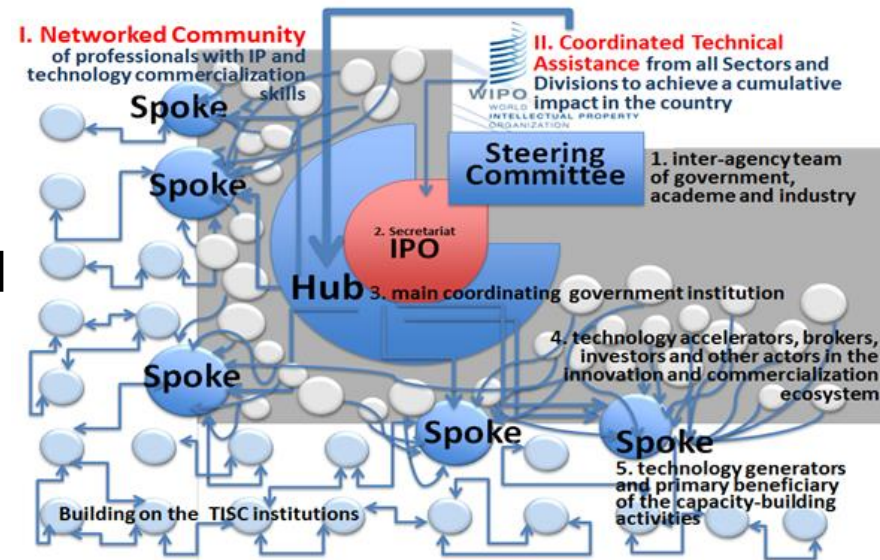 I. Networked Community
of professionals with IP and
technology commercialization
skills
II. Coordinated Technical
Assistance from all Sectors and
Divisions to achieve a cumulative
impact in the country
WIPO
WORLD
INTELLECTUAL PROPERTY
ORGANIZATION
Spoke
Spoke
Steering
Committee
1. inter-agency team
of government,
academe and industry
2. Secretariat
IPO
Hub
3. main coordinating government institution
4. technology accelerators, brokers,
investors and other actors in the
innovation and commercialization
ecosystem
Spoke
Spoke
Spoke
5. technology generators
and primary beneficiary
of the capacity-building
activities
Building on the TISC institutions